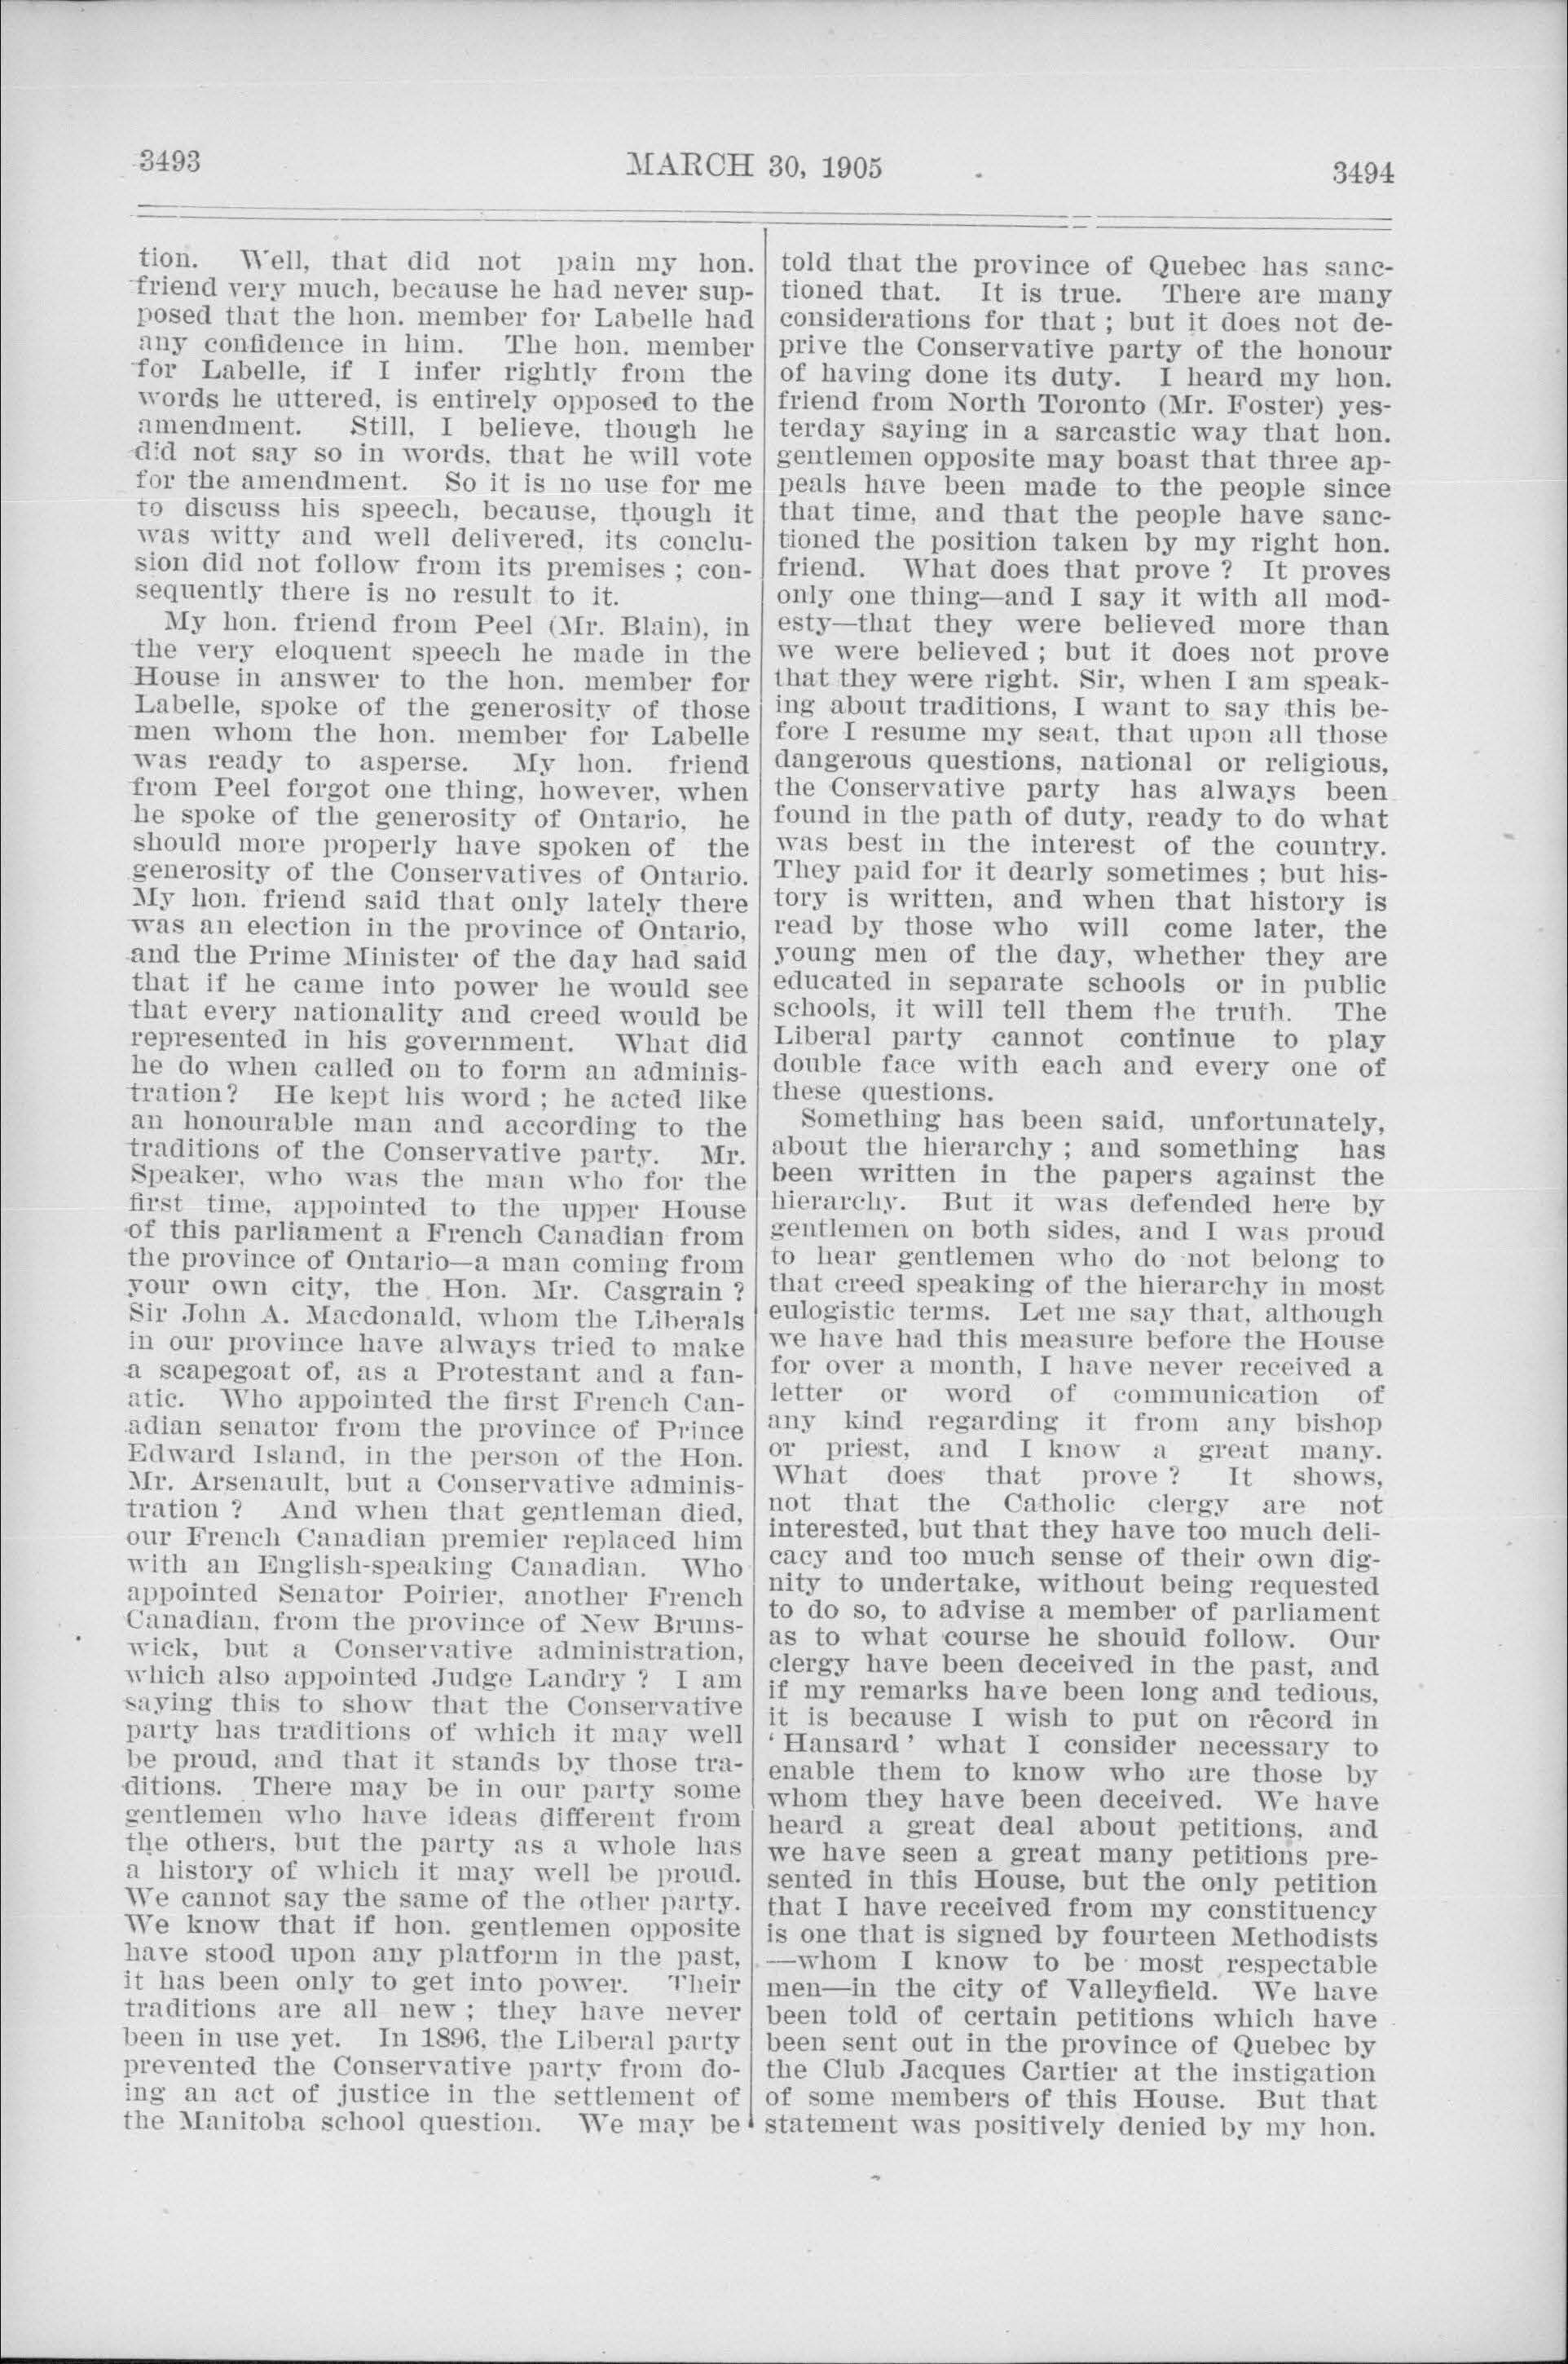 3493
MARCH 30, 1905
3494
tion. Well, that did not pain my hon.
friend very much, because he had never sup-
posed that the hon. member for Labelle had
any confidence in him. The hon. member
for Labelle, if I infer rightly from the
words he uttered, is entirely opposed to the
amendment. Still, I believe, though he
did not say so in words, that he will vote
for the amendment. So it is no use for me
to discuss his speech, because, though it
was witty and well delivered, its conclu-
sion did not follow from its premises ; con-
sequently there is no result to it.
My hon. friend from Peel (Mr. Blain), in
the very eloquent speech he made in the
House in answer to the hon. member for
Labelle, spoke of the generosity of those
men whom the hon. member for Labelle
was ready to asperse. My hon. friend
from Peel forgot one thing, however, when
he spoke of the generosity of Ontario, he
should more properly have spoken of the
generosity of the Conservatives of Ontario.
My hon. friend said that only lately there
was an election in the province of Ontario,
and the Prime Minister of the day had said
that if he came into power he would see
that every nationality and creed would be
represented in his government. What did
he do when called on to form an adminis-
tration? He kept his word ; he acted like
an honourable man and according to the
traditions of the Conservative party. Mr.
Speaker, who was the man who for the
first time, appointed to the upper House
of this parliament a French Canadian from
the province of Ontario—a man coming from
your own city, the Hon. Mr. Casgrain ?
Sir John A. Macdonald, whom the Liberals
in our province have always tried to make
a scapegoat of, as a Protestant and a fan-
atic. Who appointed the first French Can-
adian senator from the province of Prince
Edward Island, in the person of the Hon.
Mr. Arsenault, but a Conservative adminis-
tration ? And when that gentleman died,
our French Canadian premier replaced him
with an English-speaking Canadian. Who
appointed Senator Poirier, another French
Canadian, from the province of New Bruns-
wick, but a Conservative administration,
which also appointed Judge Landry ? I am
saying this to show that the Conservative
party has traditions of which it may well
be proud, and that it stands by those tra-
ditions. There may be in our party some
gentlemen who have ideas different from
the others, but the party as a whole has
a history of which it may well be proud.
We cannot say the same of the other party.
We know that if hon. gentlemen opposite
have stood upon any platform in the past,
it has been only to get into power. Their
traditions are all new ; they have never
been in use yet. In 1896, the Liberal party
prevented the Conservative party from do-
ing an act of justice in the settlement of
the Manitoba school question. We may be
told that the province of Quebec has sanc-
tioned that. It is true. There are many
considerations for that ; but it does not de-
prive the Conservative party of the honour
of having done its duty. I heard my hon.
friend from North Toronto (Mr. Foster) yes-
terday saying in a sarcastic way that hon.
gentlemen opposite may boast that three ap-
peals have been made to the people since
that time, and that the people have sanc-
tioned the position taken by my right hon.
friend. What does that prove ? It proves
only one thing—and I say it with all mod-
esty—that they were believed more than
we were believed ; but it does not prove
that they were right. Sir, when I am speak-
ing about traditions, I want to say this be-
fore I resume my seat, that upon all those
dangerous questions, national or religious,
the Conservative party has always been
found in the path of duty, ready to do what
was best in the interest of the country.
They paid for it dearly sometimes ; but his-
tory is written, and when that history is
read by those who will come later, the
young men of the day, whether they are
educated in separate schools or in public
schools, it will tell them the truth. The
Liberal party cannot continue to play
double face with each and every one of
these questions.
Something has been said, unfortunately,
about the hierarchy ; and something has
been written in the papers against the
hierarchy. But it was defended here by
gentlemen on both sides, and I was proud
to hear gentlemen who do not belong to
that creed speaking of the hierarchy in most
eulogistic terms. Let me say that, although
we have had this measure before the House
for over a month, I have never received a
letter or word of communication of
any kind regarding it from any bishop
or priest, and I know a great many.
What does that prove ? It shows,
not that the Catholic clergy are not
interested, but that they have too much deli-
cacy and too much sense of their own dig-
nity to undertake, without being requested
to do so, to advise a member of parliament
as to what course he should follow. Our
clergy have been deceived in the past, and
if my remarks have been long and tedious,
it is because I wish to put on record in
‘ Hansard ’ what I consider necessary to
enable them to know who are those by
whom they have been deceived. We have
heard a great deal about petitions, and
we have seen a great many petitions pre-
sented in this House, but the only petition
that I have received from my constituency
is one that is signed by fourteen Methodists
—whom I know to be most respectable
men—in the city of Valleyfield. We have
been told of certain petitions which have
been sent out in the province of Quebec by
the Club Jacques Cartier at the instigation
of some members of this House. But that
statement was positively denied by my hon.